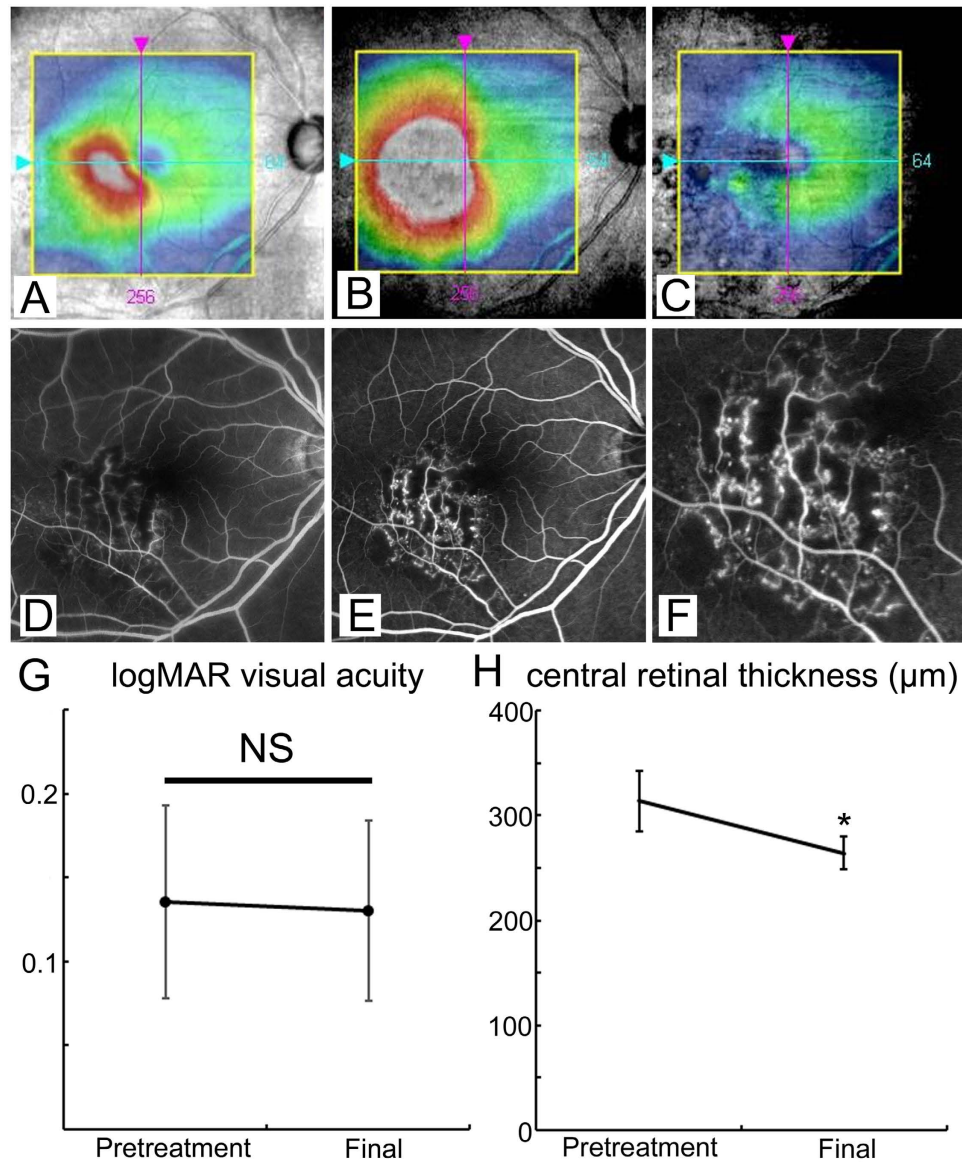 64
256
A
64
256
B
64
256
C
D
E
F
G logMAR visual acuity
NS
0.2
0.1
Pretreatment Final
H central retinal thickness (µm)
400
300
*
200
100
0
Pretreatment Final